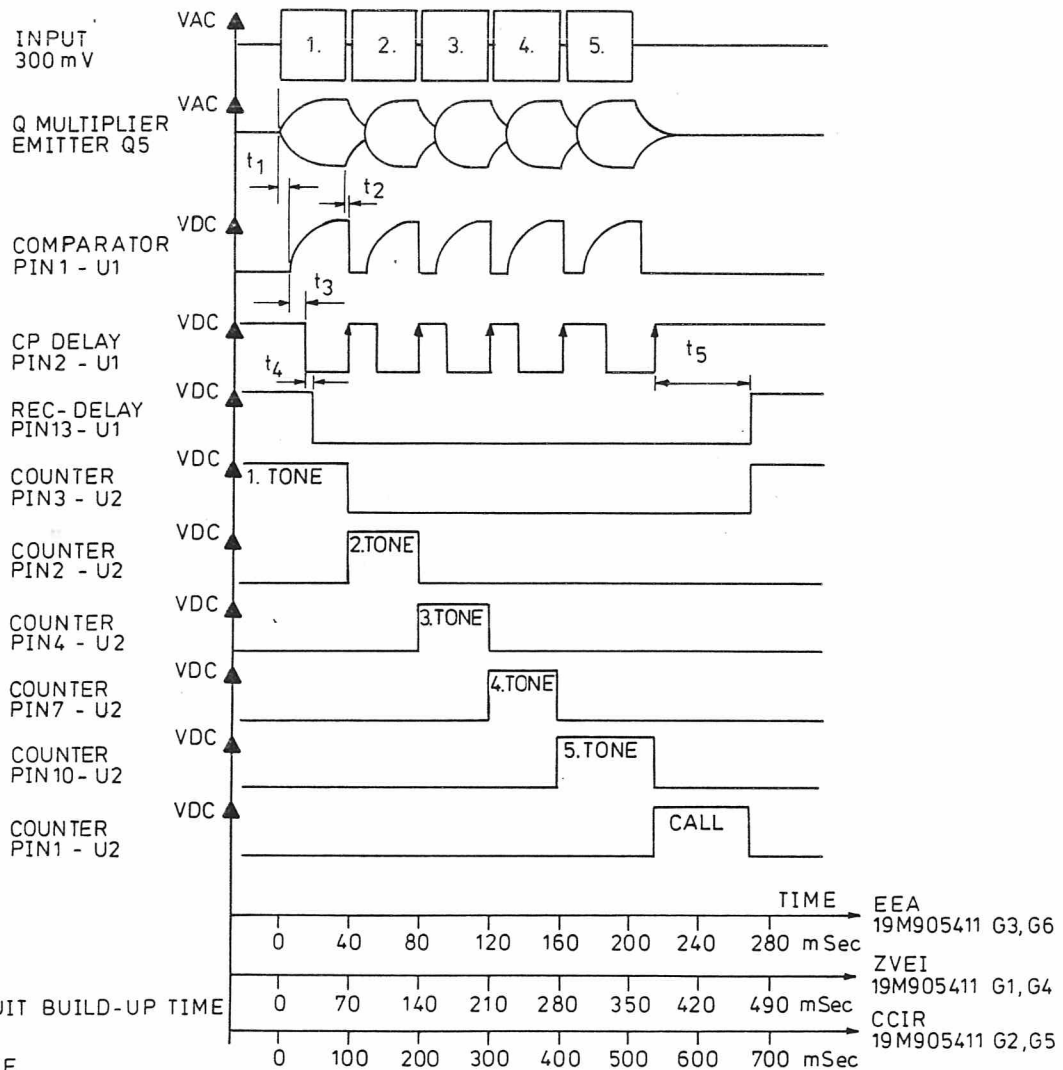 INPUT
300 mV
VAC
1. 2. 3. 4. 5.
Q MULTIPLIER
EMITTER Q5
VAC
t1
t2
COMPARATOR
PIN1 - U1
VDC
t3
CP DELAY
PIN2 - U1
VDC
t4
t5
REC-DELAY
PIN13-U1
VDC
COUNTER
PIN3 - U2
VDC
1. TONE
COUNTER
PIN2 - U2
VDC
2.TONE
COUNTER
PIN4 - U2
VDC
3.TONE
COUNTER
PIN7 - U2
VDC
4.TONE
COUNTER
PIN10 - U2
VDC
5.TONE
COUNTER
PIN1 - U2
VDC
CALL
TIME
EEA
19M905411 G3,G6
0 40 80 120 160 200 240 280 mSec
ZVEI
19M905411 G1,G4
UIT BUILD-UP TIME
0 70 140 210 280 350 420 490 mSec
CCIR
19M905411 G2,G5
0 100 200 300 400 500 600 700 mSec